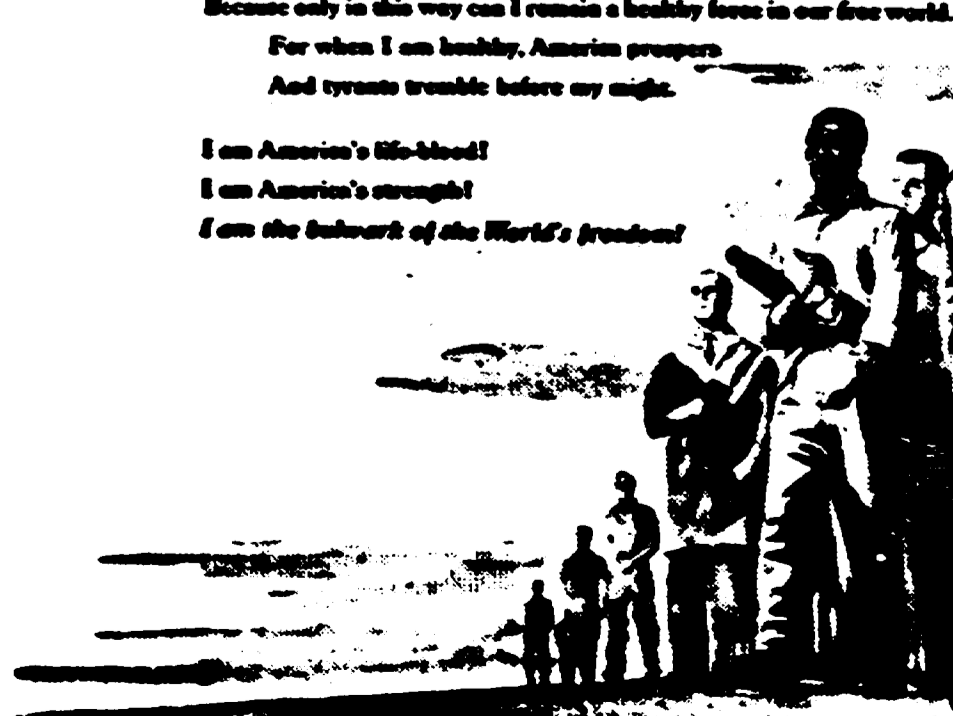 Because only in this way can I remain a healthy force in our free world.
For when I am healthy, America prospers
And tyrants tremble before my might.
I am America's life-blood!
I am America's strength!
I am the bulwark of the World's freedom!